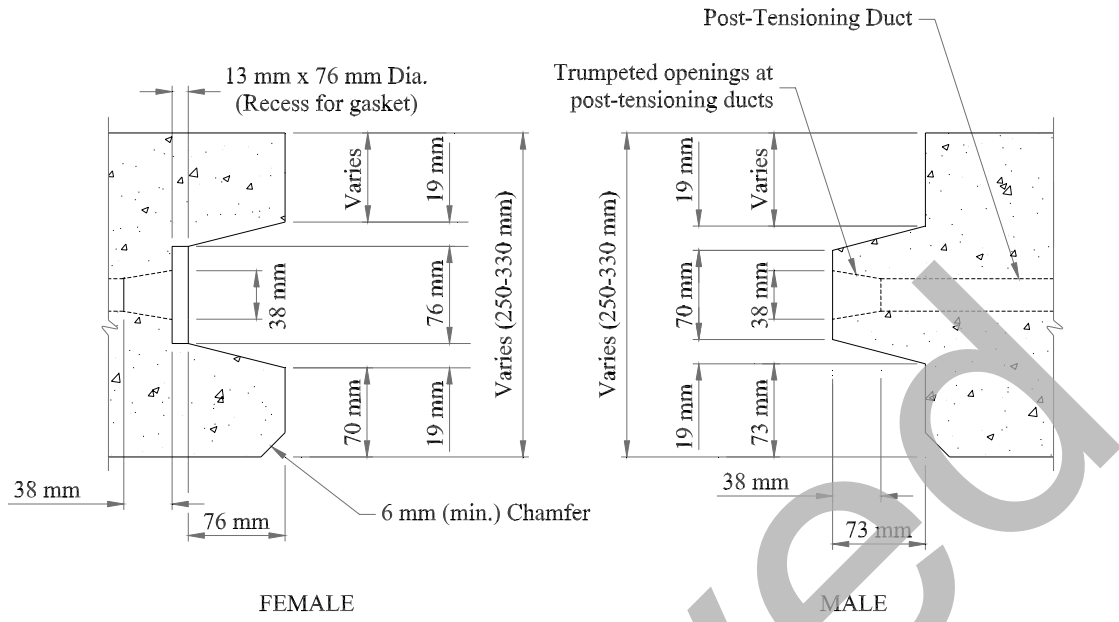 Post-Tensioning Duct
13 mm x 76 mm Dia.
(Recess for gasket)
Trumpeted openings at
post-tensioning ducts
Varies
19 mm
38 mm
76 mm
Varies (250-330 mm)
70 mm
19 mm
38 mm
76 mm
6 mm (min.) Chamfer
FEMALE
Varies (250-330 mm)
19 mm
Varies
70 mm
38 mm
19 mm
73 mm
38 mm
73 mm
MALE
ed